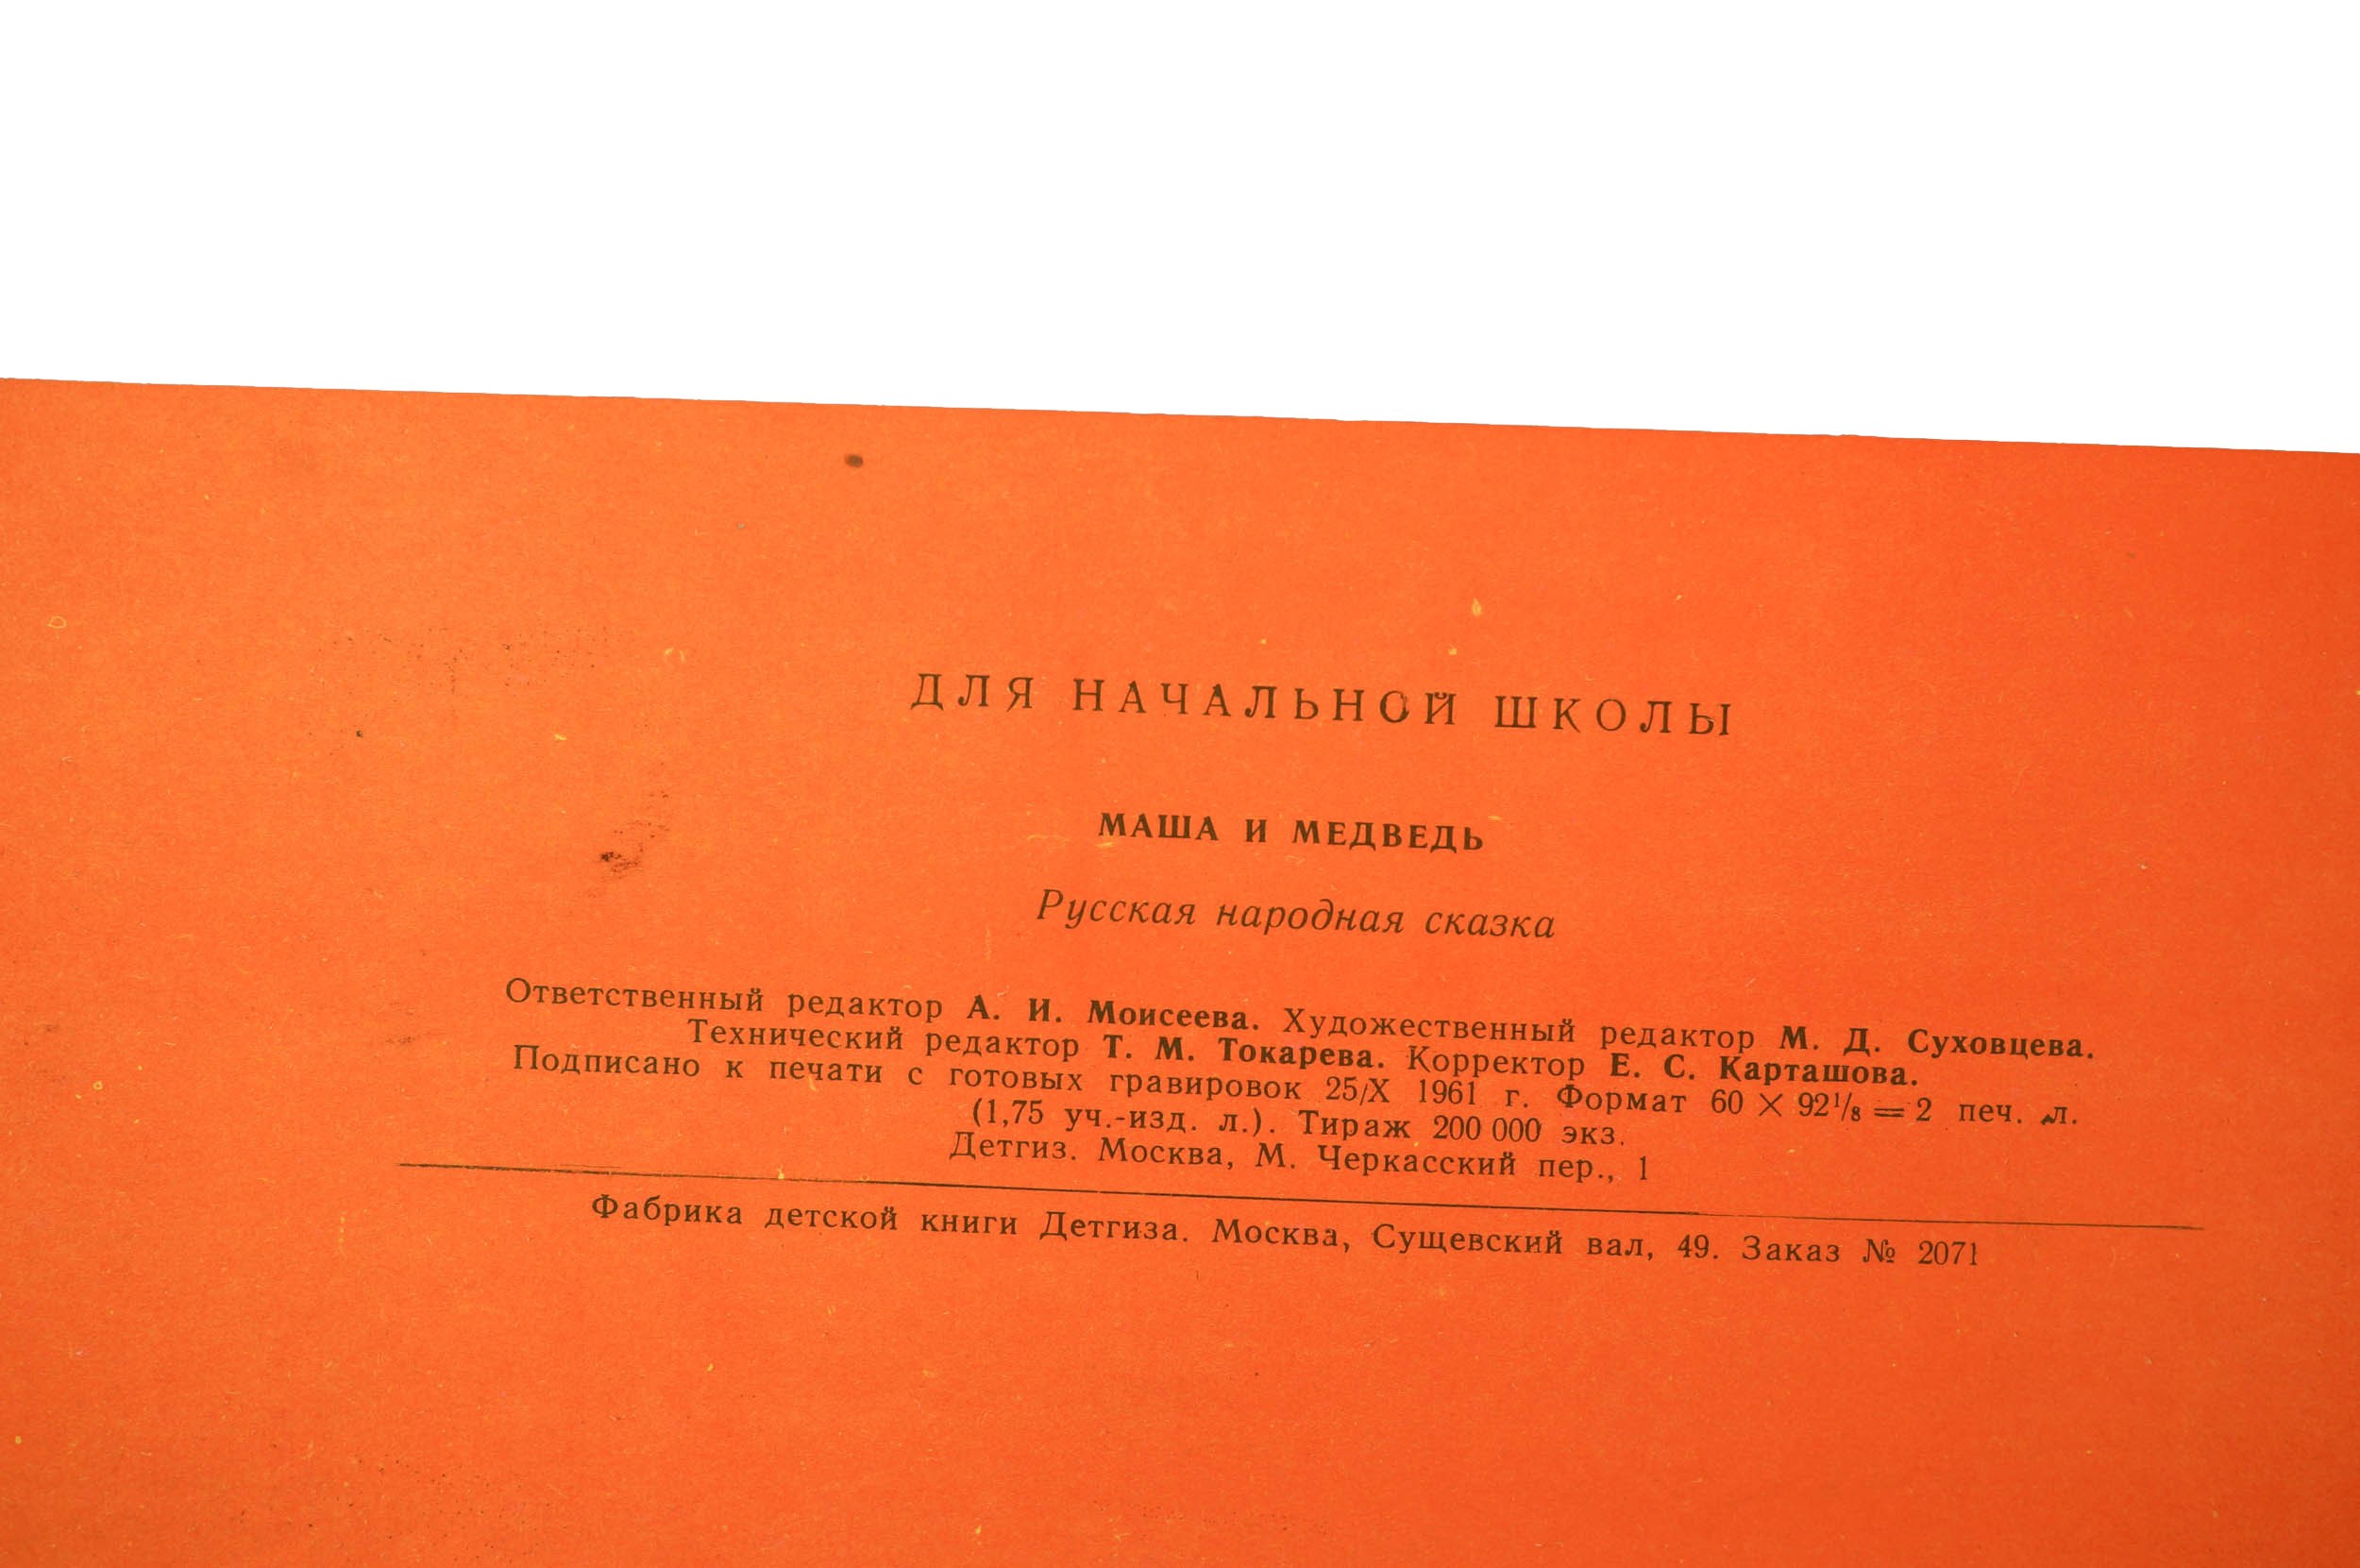 ДЛЯ НАЧАЛЬНОЙ ШКОЛЫ
МАША И МЕДВЕДЬ
Русская народная сказка
Ответственный редактор А. И. Моисеева. Художественный редактор М. Д. Суховцева.
Технический редактор Т. М. Токарева. Корректор Е. С. Карташова.
Подписано к печати с готовых гравировок 25/X 1961 г. Формат 60 × 92¹/₈ = 2 печ. л.
(1,75 уч.-изд. л.). Тираж 200 000 экз.
Детгиз. Москва, М. Черкасский пер., 1
Фабрика детской книги Детгиза. Москва, Сущевский вал, 49. Заказ № 2071